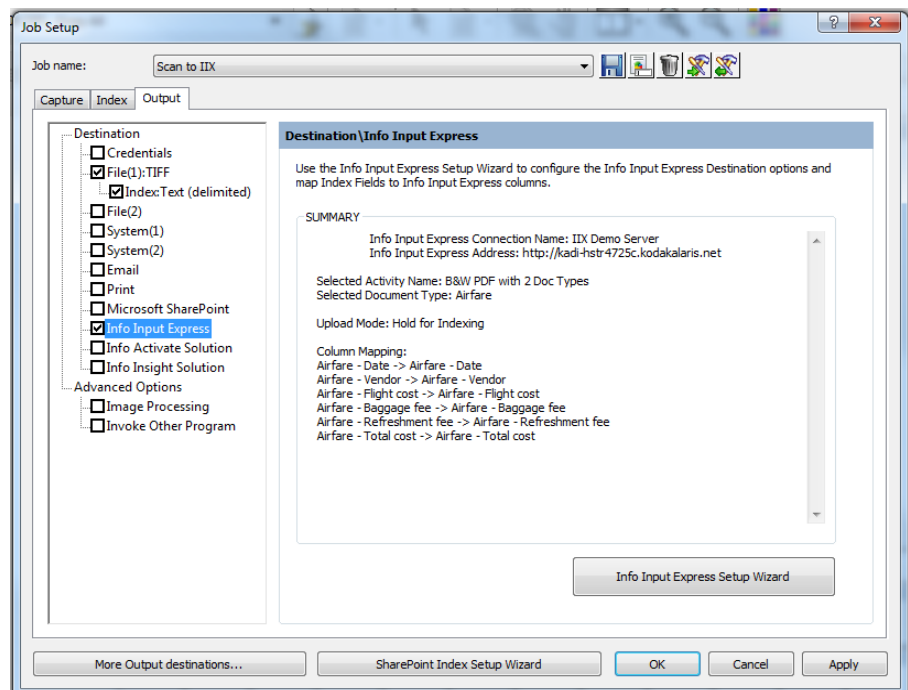 Job Setup
Job name:
Scan to IIX
Capture
Index
Output
Destination
Credentials
File(1):TIFF
Index:Text (delimited)
File(2)
System(1)
System(2)
Email
Print
Microsoft SharePoint
Info Input Express
Info Activate Solution
Info Insight Solution
Advanced Options
Image Processing
Invoke Other Program
Destination\Info Input Express
Use the Info Input Express Setup Wizard to configure the Info Input Express Destination options and
map Index Fields to Info Input Express columns.
SUMMARY
Info Input Express Connection Name: IIX Demo Server
Info Input Express Address: http://kadi-hstr4725c.kodakalaris.net
Selected Activity Name: B&W PDF with 2 Doc Types
Selected Document Type: Airfare
Upload Mode: Hold for Indexing
Column Mapping:
Airfare - Date -> Airfare - Date
Airfare - Vendor -> Airfare - Vendor
Airfare - Flight cost -> Airfare - Flight cost
Airfare - Baggage fee -> Airfare - Baggage fee
Airfare - Refreshment fee -> Airfare - Refreshment fee
Airfare - Total cost -> Airfare - Total cost
Info Input Express Setup Wizard
More Output destinations...
SharePoint Index Setup Wizard
OK
Cancel
Apply